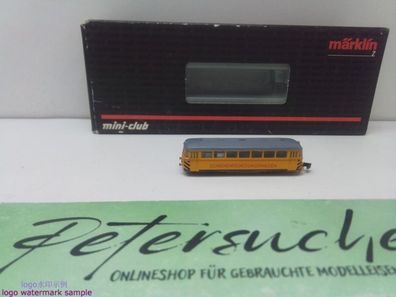 märklin
Z
mini-club
SCHIENENPRÜFUNGSWAGEN
Petersuche
ONLINESHOP FÜR GEBRAUCHTE MODELLEISE
logo水印示例
logo watermark sample